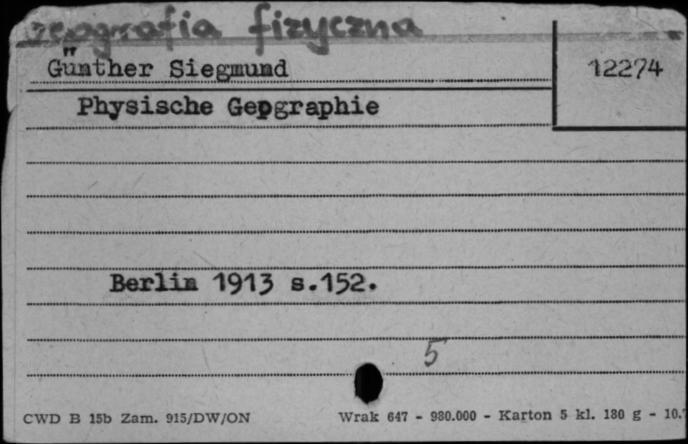 geografia fizyczna
Günther Siegmund
12274
Physische Gepgraphie
Berlin 1913 s.152.
5
CWD B 15b Zam. 915/DW/ON Wrak 647 - 980.000 - Karton 5 kl. 180 g - 10.